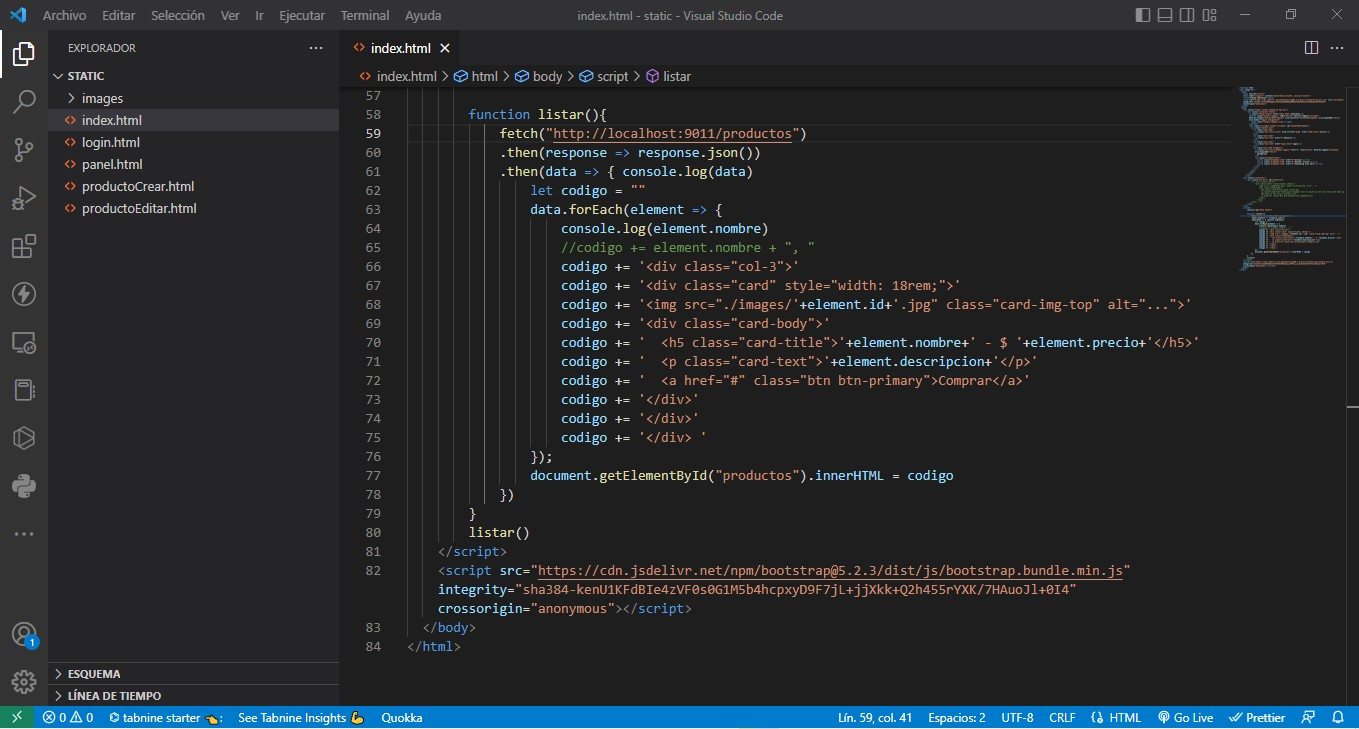 Archivo Editar Selección Ver Ir Ejecutar Terminal Ayuda index.html - static - Visual Studio Code
EXPLORADOR
STATIC
images
index.html
login.html
panel.html
productoCrear.html
productoEditar.html
ESQUEMA
LÍNEA DE TIEMPO
1
index.html
index.html > html > body > script > listar
57
58 function listar(){
59 fetch("http://localhost:9011/productos")
60 .then(response => response.json())
61 .then(data => { console.log(data)
62 let codigo = ""
63 data.forEach(element => {
64 console.log(element.nombre)
65 //codigo += element.nombre + ", "
66 codigo += '<div class="col-3">'
67 codigo += '<div class="card" style="width: 18rem;">'
68 codigo += '<img src="./images/'+element.id+'.jpg" class="card-img-top" alt="...">'
69 codigo += '<div class="card-body">'
70 codigo += '  <h5 class="card-title">'+element.nombre+' - $ '+element.precio+'</h5>'
71 codigo += '  <p class="card-text">'+element.descripcion+'</p>'
72 codigo += '  <a href="#" class="btn btn-primary">Comprar</a>'
73 codigo += '</div>'
74 codigo += '</div>'
75 codigo += '</div> '
76 });
77 document.getElementById("productos").innerHTML = codigo
78 })
79 }
80 listar()
81 </script>
82 <script src="https://cdn.jsdelivr.net/npm/bootstrap@5.2.3/dist/js/bootstrap.bundle.min.js"
integrity="sha384-kenU1KFdBIe4zVF0s0G1M5b4hcpxyD9F7jL+jjXkk+Q2h455rYXK/7HAuoJl+0I4"
crossorigin="anonymous"></script>
83 </body>
84 </html>
0 0 tabnine starter See Tabnine Insights Quokka Lín. 59, col. 41 Espacios: 2 UTF-8 CRLF HTML Go Live Prettier